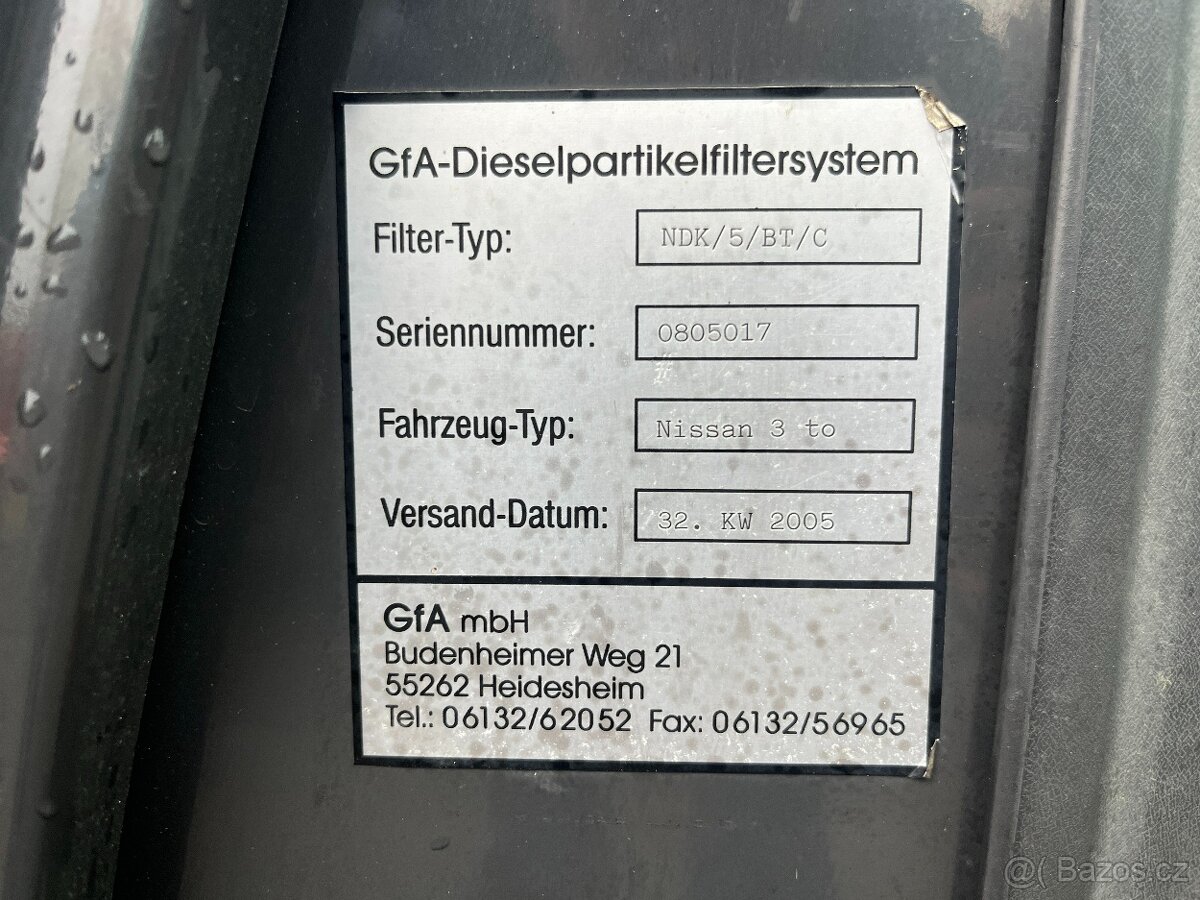 GfA-Dieselpartikelfiltersystem
Filter-Typ: NDK/5/BT/C
Seriennummer: 0805017
Fahrzeug-Typ: Nissan 3 to
Versand-Datum: 32. KW 2005
GfA mbH
Budenheimer Weg 21
55262 Heidesheim
Tel.: 06132/62052 Fax: 06132/56965
@( Bazos.cz